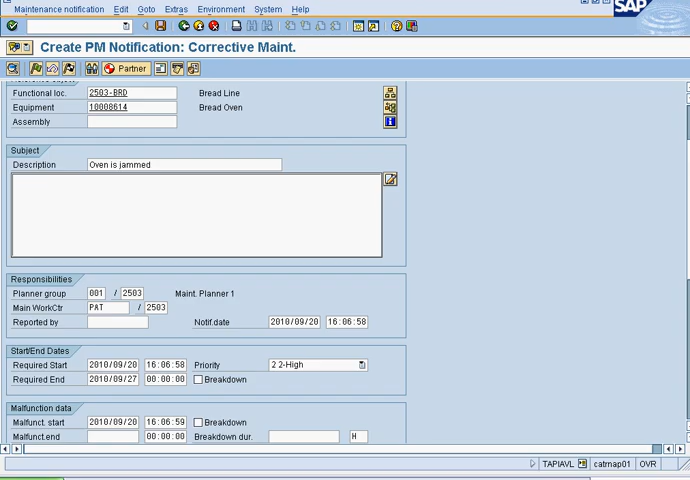 Maintenance notification Edit Goto Extras Environment System Help
SAP
Create PM Notification: Corrective Maint.
Partner
Functional loc. 2503-BRD Bread Line
Equipment 10008614 Bread Oven
Assembly
Subject
Description Oven is jammed
Responsibilities
Planner group 001 / 2503 Maint. Planner 1
Main WorkCtr PAT / 2503
Reported by Notif.date 2010/09/20 16:06:58
Start/End Dates
Required Start 2010/09/20 16:06:58 Priority 2 2-High
Required End 2010/09/27 00:00:00 Breakdown
Malfunction data
Malfunct. start 2010/09/20 16:06:59 Breakdown
Malfunct.end 00:00:00 Breakdown dur. H
TAPIAVL catmap01 OVR